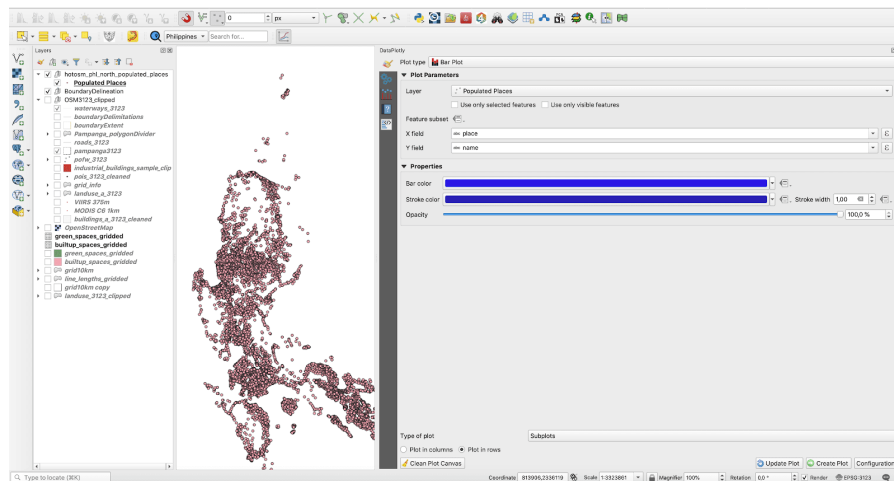 0 px
Philippines Search for...
Layers
hotosm_phl_north_populated_places
Populated Places
BoundaryDelineation
OSM3123_clipped
waterways_3123
boundaryDelimitations
boundaryExtent
Pampanga_polygonDivider
roads_3123
pampanga3123
pofw_3123
industrial_buildings_sample_clip
pois_3123_cleaned
grid_info
landuse_a_3123
VIIRS 375m
MODIS C6 1km
buildings_a_3123_cleaned
OpenStreetMap
green_spaces_gridded
builtup_spaces_gridded
green_spaces_gridded
builtup_spaces_gridded
grid10km
line_lengths_gridded
grid10km copy
landuse_3123_clipped
DataPlotly
Plot type Bar Plot
Plot Parameters
Layer Populated Places
Use only selected features Use only visible features
Feature subset
X field abc place
Y field abc name
Properties
Bar color
Stroke color Stroke width 1,00
Opacity 100,0 %
Type of plot Subplots
Plot in columns Plot in rows
Clean Plot Canvas Update Plot Create Plot Configuration
Type to locate (⌘K) Coordinate 813996,2336119 Scale 1:3323861 Magnifier 100% Rotation 0,0 ° Render EPSG:3123